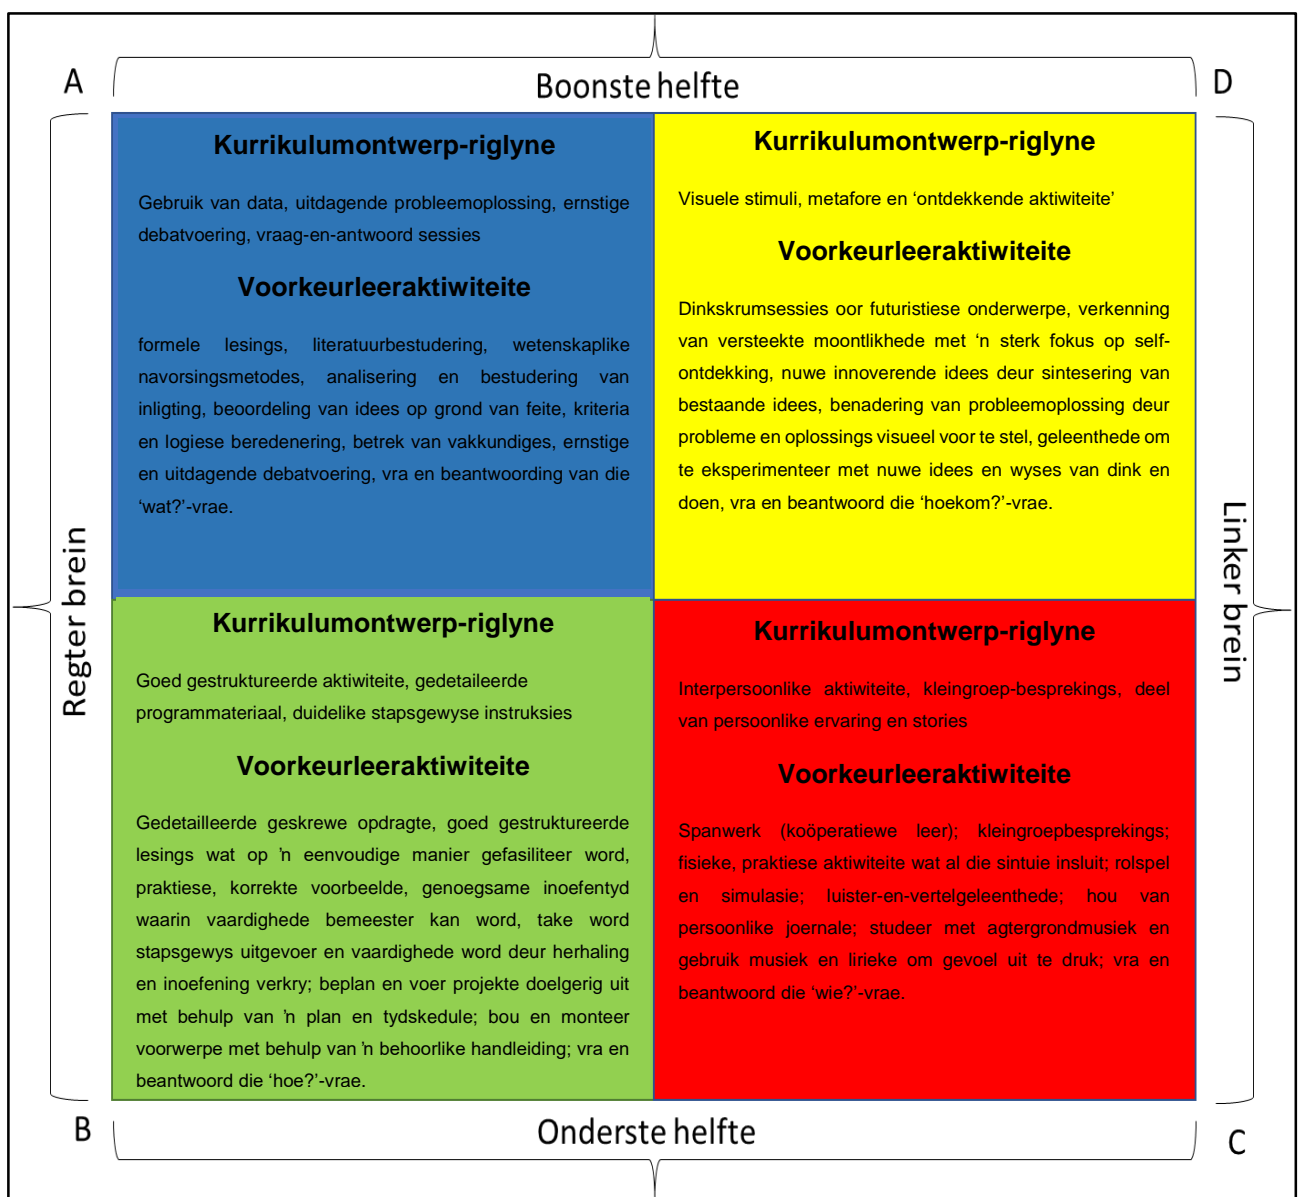 A
Boonste helfte
D
Regter brein
Kurrikulumontwerp-riglyne
Gebruik van data, uitdagende probleemoplossing, ernstige
debatvoering, vraag-en-antwoord sessies
Voorkeurleeraktiwiteite
formele lesings, literatuurbestudering, wetenskaplike
navorsingsmetodes, analisering en bestudering van
inligting, beoordeling van idees op grond van feite, kriteria
en logiese beredenering, betrek van vakkundiges, ernstige
en uitdagende debatvoering, vra en beantwoording van die
‘wat?’-vrae.
Kurrikulumontwerp-riglyne
Visuele stimuli, metafore en ‘ontdekkende aktiwiteite’
Voorkeurleeraktiwiteite
Dinkskrumsessies oor futuristiese onderwerpe, verkenning
van versteekte moontlikhede met ‘n sterk fokus op self-
ontdekking, nuwe innoverende idees deur sintesering van
bestaande idees, benadering van probleemoplossing deur
probleme en oplossings visueel voor te stel, geleenthede om
te eksperimenteer met nuwe idees en wyses van dink en
doen, vra en beantwoord die ‘hoekom?’-vrae.
Linker brein
Kurrikulumontwerp-riglyne
Goed gestruktureerde aktiwiteite, gedetaileerde
programmateriaal, duidelike stapsgewyse instruksies
Voorkeurleeraktiwiteite
Gedetailleerde geskrewe opdragte, goed gestruktureerde
lesings wat op ’n eenvoudige manier gefasiliteer word,
praktiese, korrekte voorbeelde, genoegsame inoefentyd
waarin vaardighede bemeester kan word, take word
stapsgewys uitgevoer en vaardighede word deur herhaling
en inoefening verkry; beplan en voer projekte doelgerig uit
met behulp van ’n plan en tydskedule; bou en monteer
voorwerpe met behulp van ’n behoorlike handleiding; vra en
beantwoord die ‘hoe?’-vrae.
Kurrikulumontwerp-riglyne
Interpersoonlike aktiwiteite, kleingroep-besprekings, deel
van persoonlike ervaring en stories
Voorkeurleeraktiwiteite
Spanwerk (koöperatiewe leer); kleingroepbesprekings;
fisieke, praktiese aktiwiteite wat al die sintuie insluit; rolspel
en simulasie; luister-en-vertelgeleenthede; hou van
persoonlike joernale; studeer met agtergrondmusiek en
gebruik musiek en lirieke om gevoel uit te druk; vra en
beantwoord die ‘wie?’-vrae.
B
Onderste helfte
C